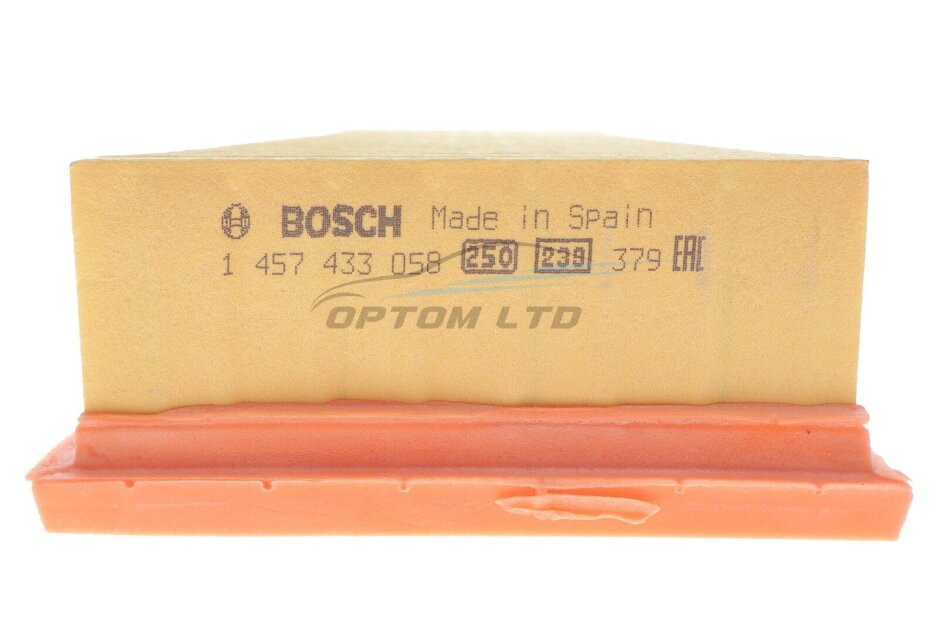 BOSCH Made in Spain
1 457 433 058 250 239 379 EAC
OPTOM LTD